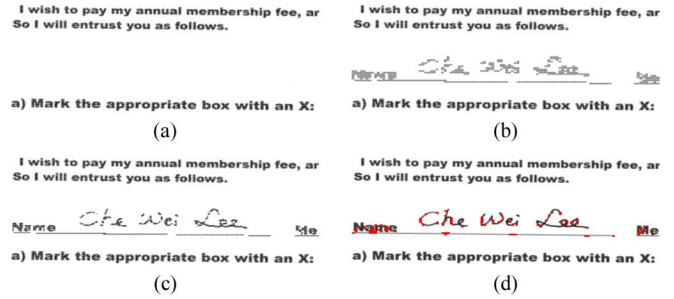 I wish to pay my annual membership fee, ar
So I will entrust you as follows.
a) Mark the appropriate box with an X:
(a)
I wish to pay my annual membership fee, ar
So I will entrust you as follows.
Name Che Wei Lee Me
a) Mark the appropriate box with an X:
(b)
I wish to pay my annual membership fee, ar
So I will entrust you as follows.
Name Che Wei Lee Me
a) Mark the appropriate box with an X:
(c)
I wish to pay my annual membership fee, ar
So I will entrust you as follows.
Name Che Wei Lee Me
a) Mark the appropriate box with an X:
(d)